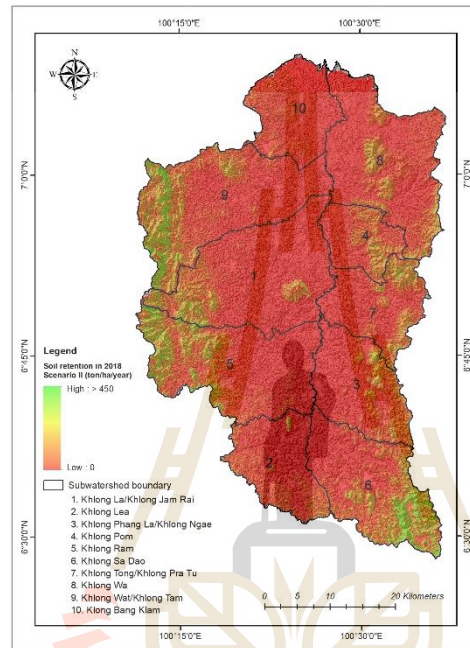 100°15'0"E
100°30'0"E
N
W
E
S
7°0'0"N
7°0'0"N
10
8
9
4
1
7
6°45'0"N
6°45'0"N
5
3
2
6
6°30'0"N
6°30'0"N
Legend
Soil retention in 2018
Scenario II (ton/ha/year)
High : > 450
Low : 0
Subwatershed boundary
1. Khlong La/Khlong Jam Rai
2. Khlong Lea
3. Khlong Phang La/Khlong Ngae
4. Khlong Pom
5. Khlong Ram
6. Khlong Sa Dao
7. Khlong Tong/Khlong Pra Tu
8. Khlong Wa
9. Khlong Wat/Khlong Tam
10. Klong Bang Klam
0 5 10 20 Kilometers
100°15'0"E
100°30'0"E